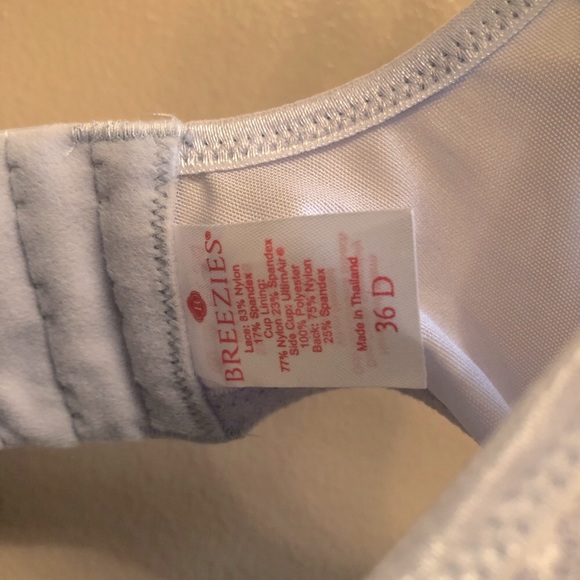 BREEZIES®
Lace: 83% Nylon
17% Spandex
Cup Lining:
77% Nylon 23% Spandex
Side Cup: UltimAir®
100% Polyester
Back: 75% Nylon
25% Spandex
Made in Thailand
36 D